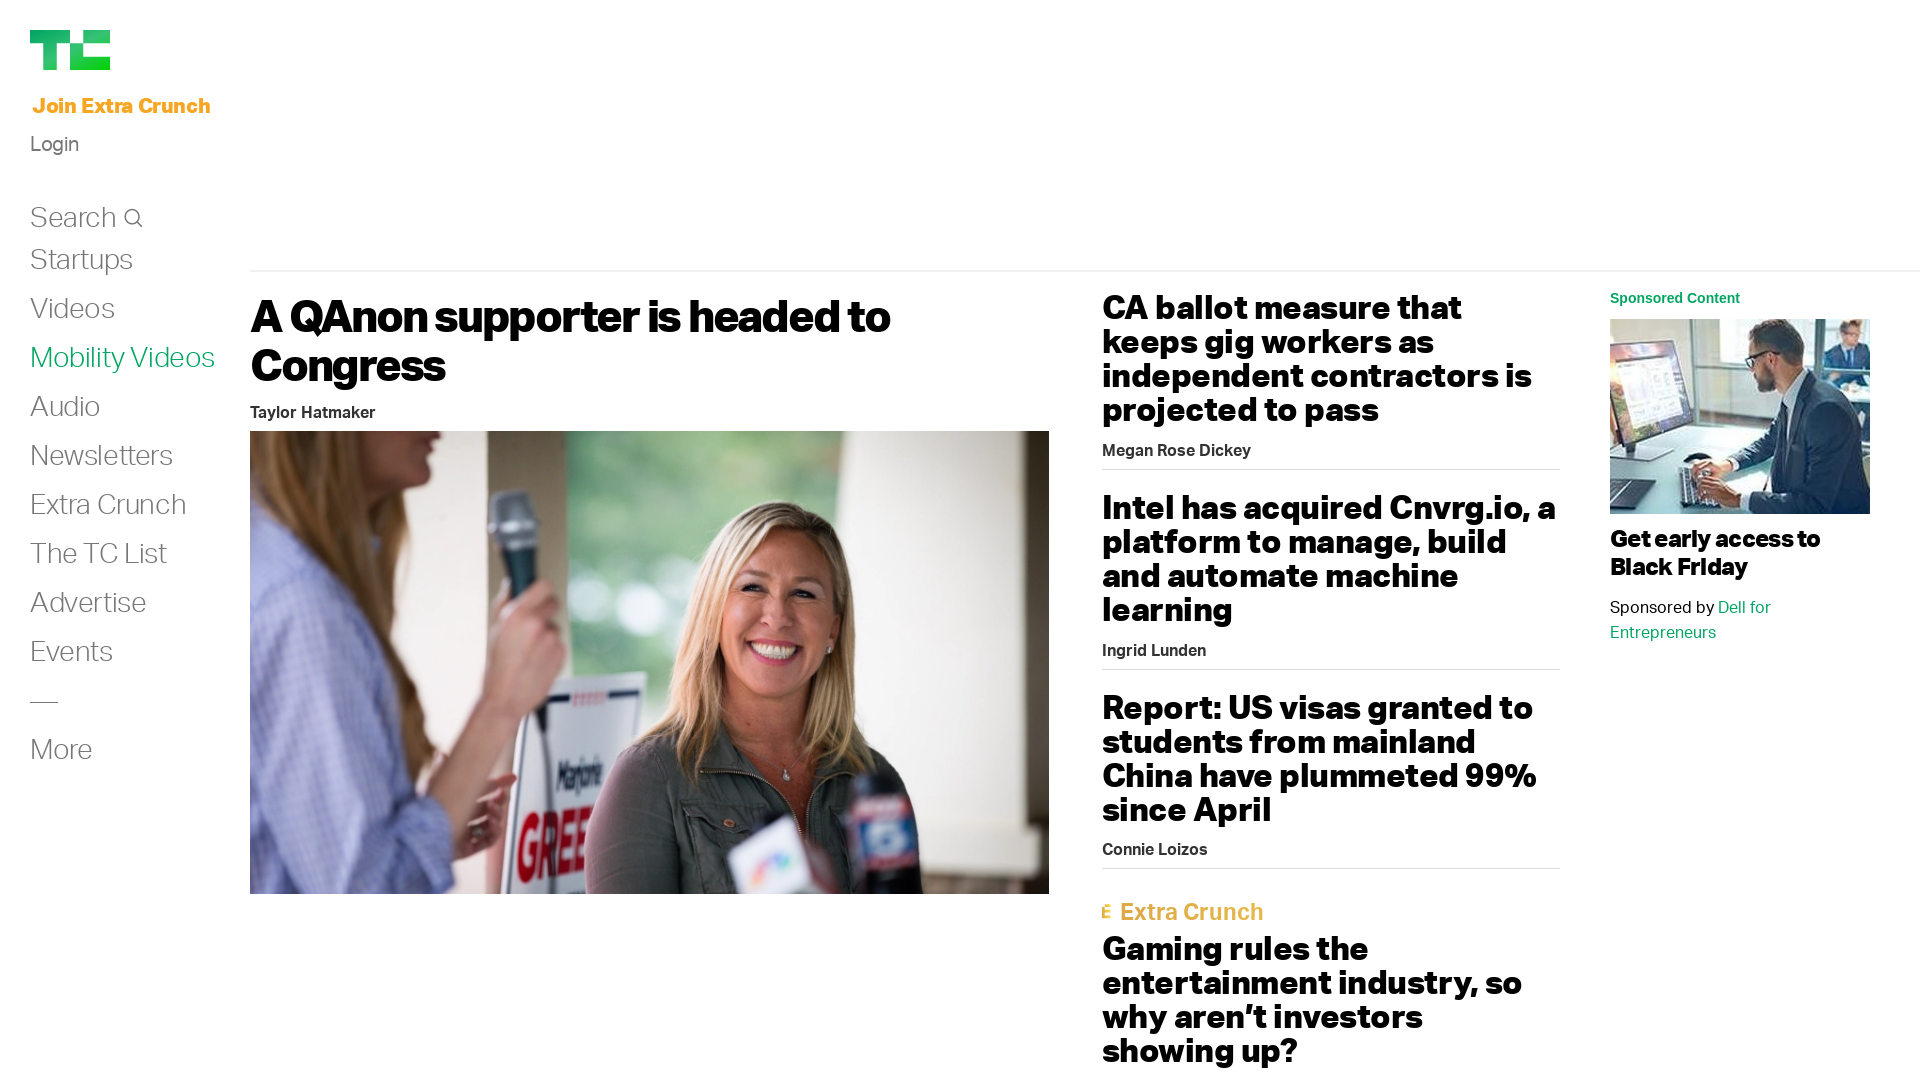 TC
Join Extra Crunch
Login
Search
Startups
Videos
Mobility Videos
Audio
Newsletters
Extra Crunch
The TC List
Advertise
Events
—
More
A QAnon supporter is headed to
Congress
Taylor Hatmaker
Marjorie
GREE
5
CA ballot measure that
keeps gig workers as
independent contractors is
projected to pass
Megan Rose Dickey
Intel has acquired Cnvrg.io, a
platform to manage, build
and automate machine
learning
Ingrid Lunden
Report: US visas granted to
students from mainland
China have plummeted 99%
since April
Connie Loizos
Extra Crunch
Gaming rules the
entertainment industry, so
why aren’t investors
showing up?
Sponsored Content
Get early access to
Black Friday
Sponsored by Dell for
Entrepreneurs